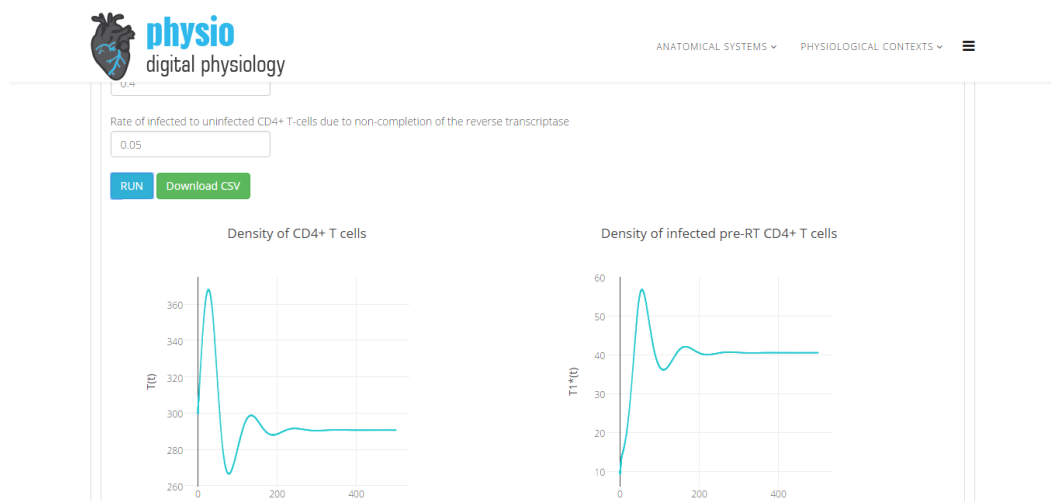 physio
digital physiology
ANATOMICAL SYSTEMS
PHYSIOLOGICAL CONTEXTS
0.4
Rate of infected to uninfected CD4+ T-cells due to non-completion of the reverse transcriptase
0.05
RUN
Download CSV
Density of CD4+ T cells
Density of infected pre-RT CD4+ T cells
360
340
320
300
280
260
T(t)
0
200
400
60
50
40
30
20
10
T1*(t)
0
200
400